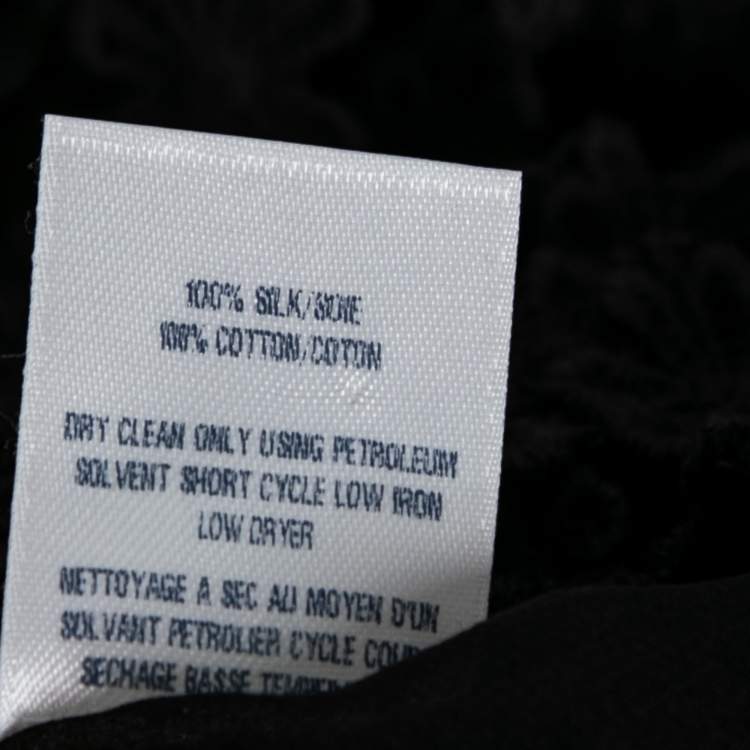 100% SILK/SOIE
100% COTTON/COTON
DRY CLEAN ONLY USING PETROLEUM
SOLVENT SHORT CYCLE LOW IRON
LOW DRYER
NETTOYAGE A SEC AU MOYEN D'UN
SOLVANT PETROLIER CYCLE
SECHAGE BASSE